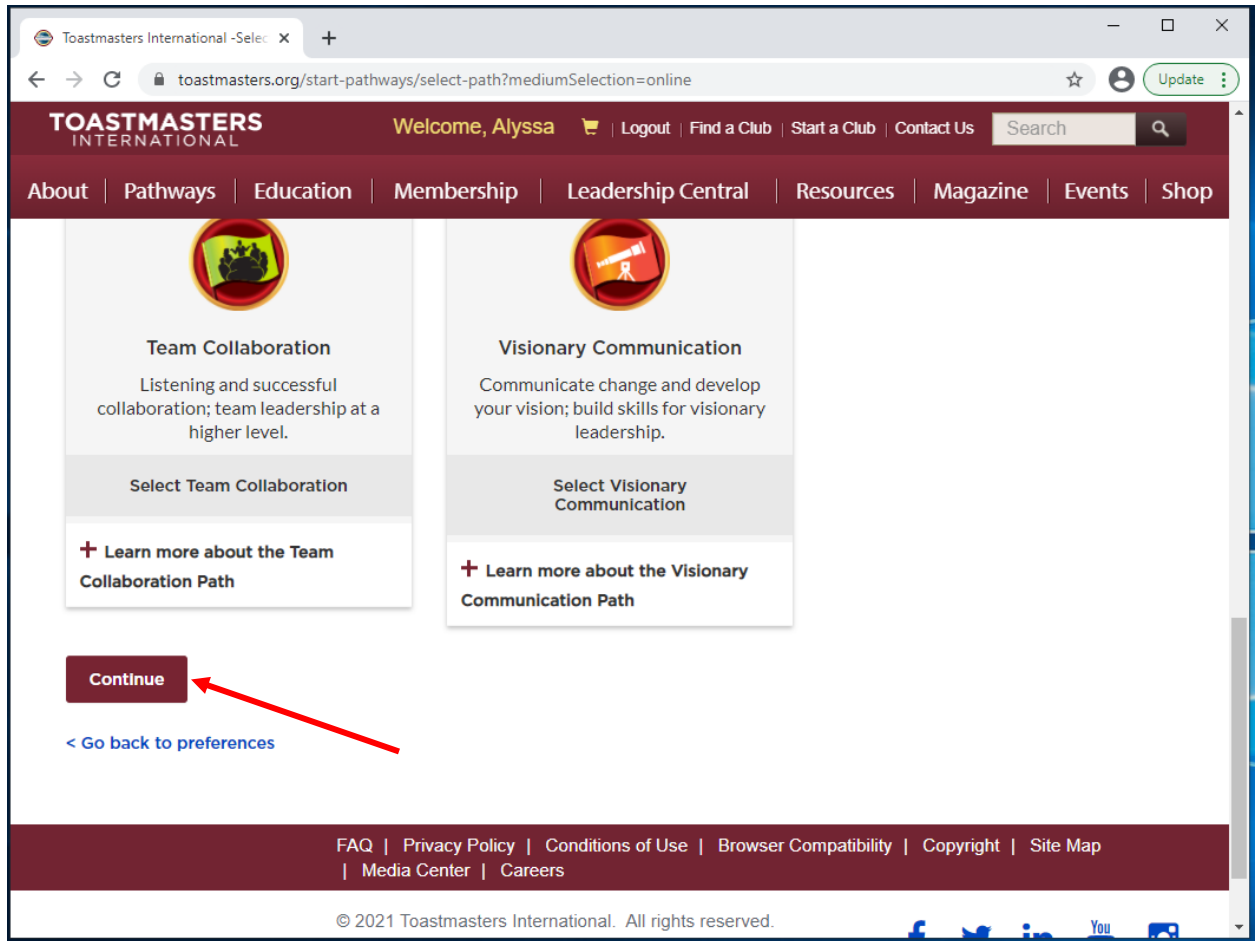 Toastmasters International -Selec
toastmasters.org/start-pathways/select-path?mediumSelection=online
Update
TOASTMASTERS
INTERNATIONAL
Welcome, Alyssa | Logout | Find a Club | Start a Club | Contact Us
Search
About | Pathways | Education | Membership | Leadership Central | Resources | Magazine | Events | Shop
Team Collaboration
Listening and successful
collaboration; team leadership at a
higher level.
Select Team Collaboration
+ Learn more about the Team
Collaboration Path
Visionary Communication
Communicate change and develop
your vision; build skills for visionary
leadership.
Select Visionary
Communication
+ Learn more about the Visionary
Communication Path
Continue
< Go back to preferences
FAQ | Privacy Policy | Conditions of Use | Browser Compatibility | Copyright | Site Map
| Media Center | Careers
© 2021 Toastmasters International. All rights reserved.
f in You